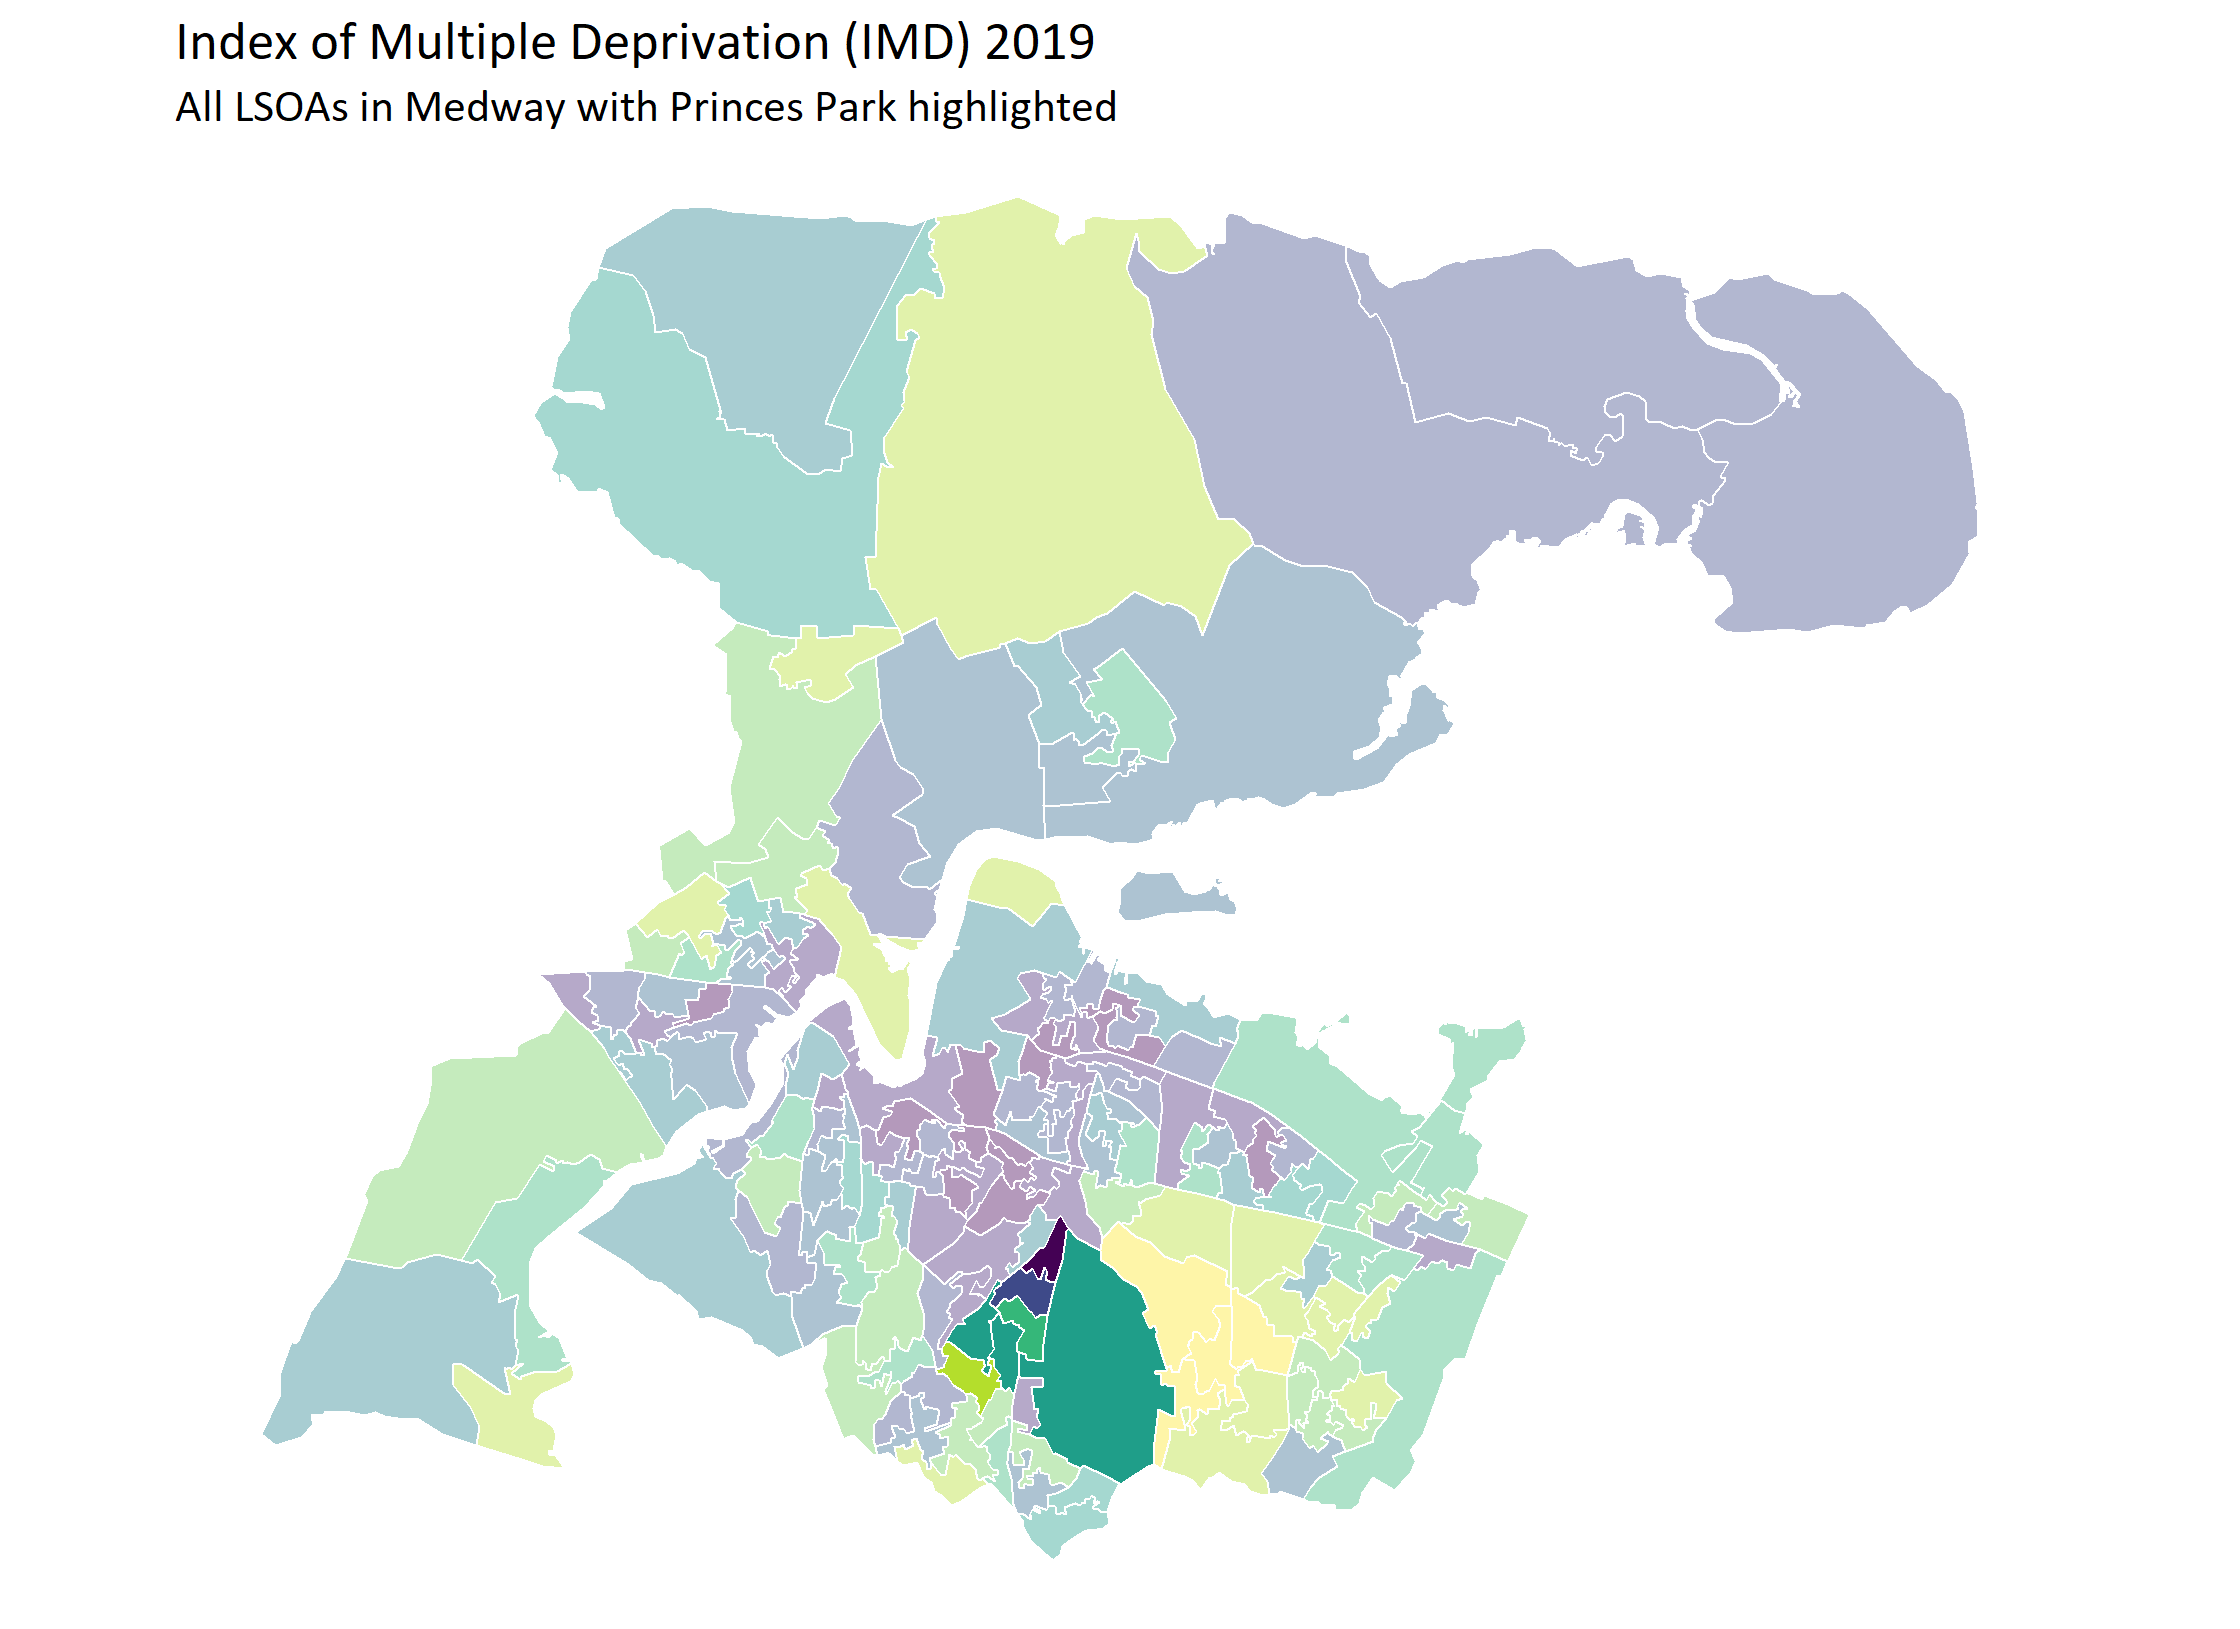 Index of Multiple Deprivation (IMD) 2019
All LSOAs in Medway with Princes Park highlighted